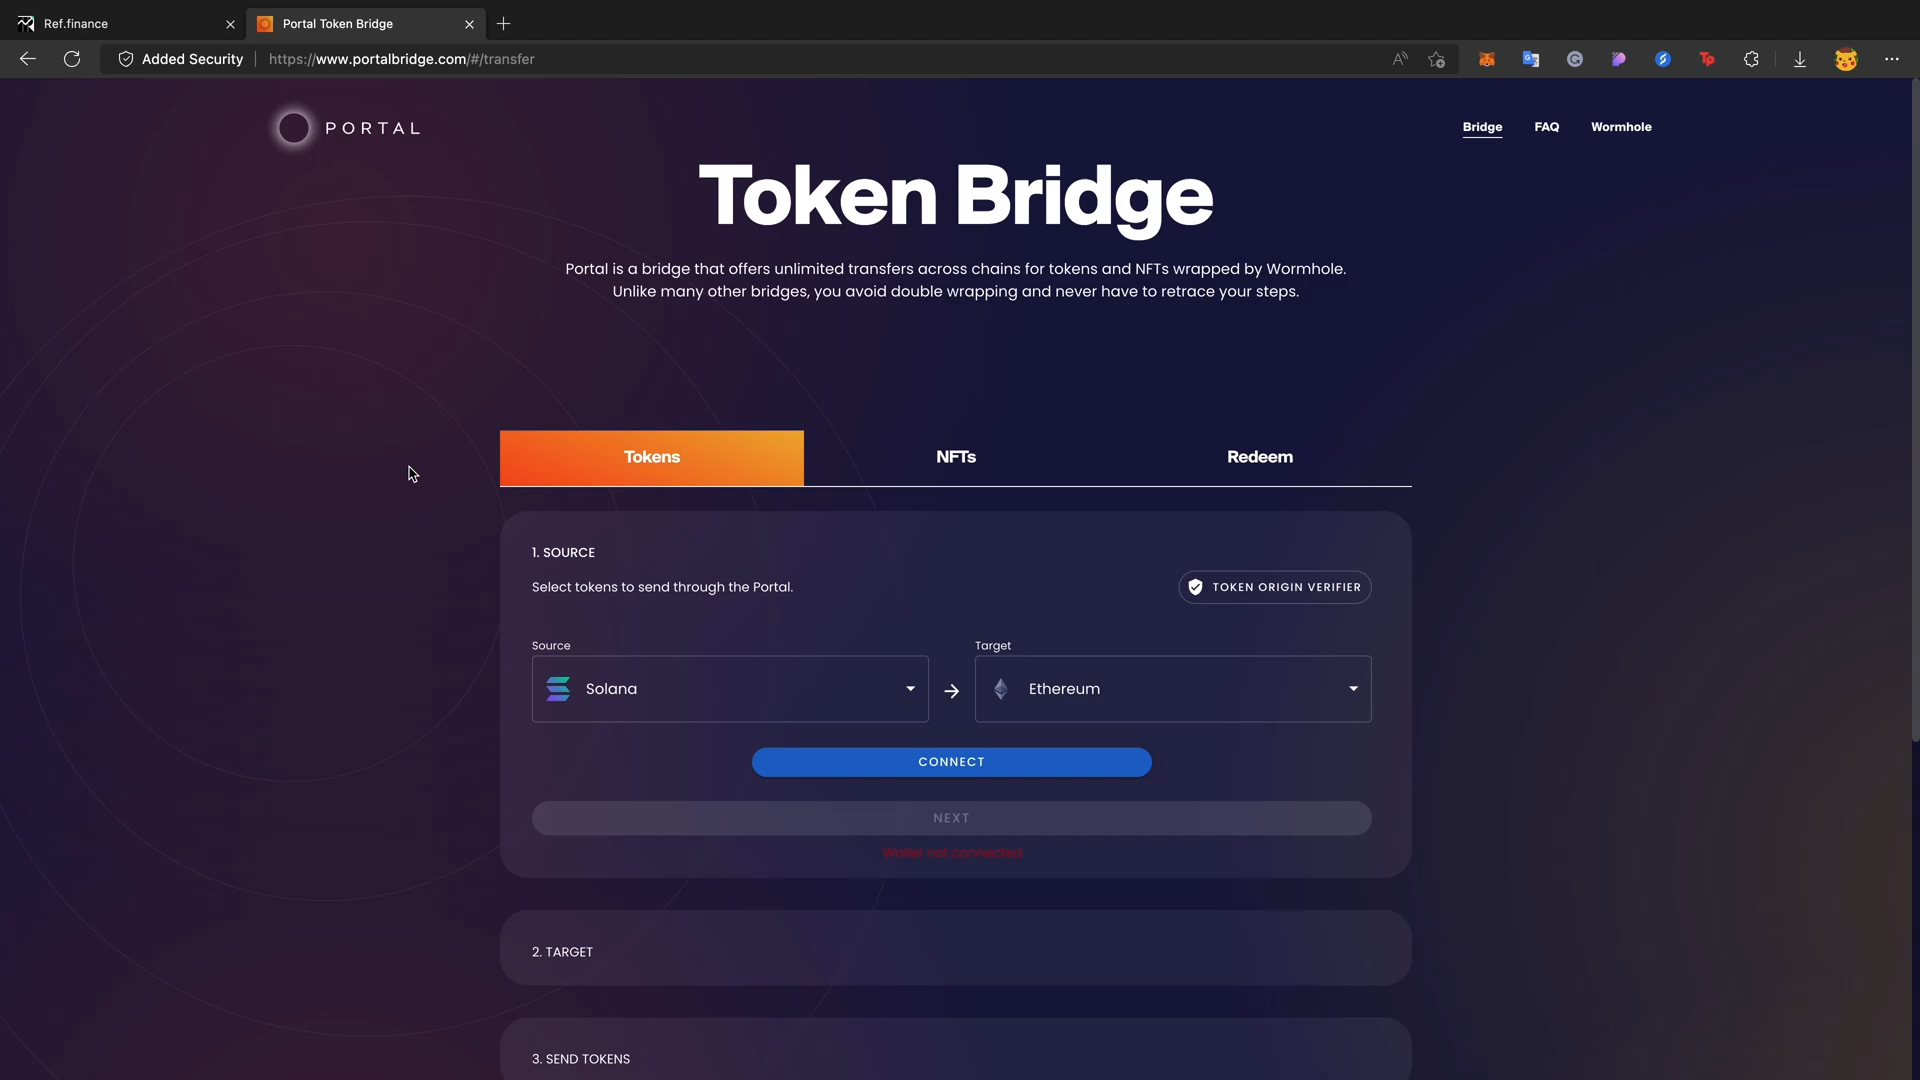 Ref.finance
Portal Token Bridge
Added Security
https://www.portalbridge.com/#/transfer
PORTAL
Bridge
FAQ
Wormhole
Token Bridge
Portal is a bridge that offers unlimited transfers across chains for tokens and NFTs wrapped by Wormhole.
Unlike many other bridges, you avoid double wrapping and never have to retrace your steps.
Tokens
NFTs
Redeem
1. SOURCE
Select tokens to send through the Portal.
TOKEN ORIGIN VERIFIER
Source
Target
Solana
Ethereum
CONNECT
NEXT
Wallet not connected
2. TARGET
3. SEND TOKENS